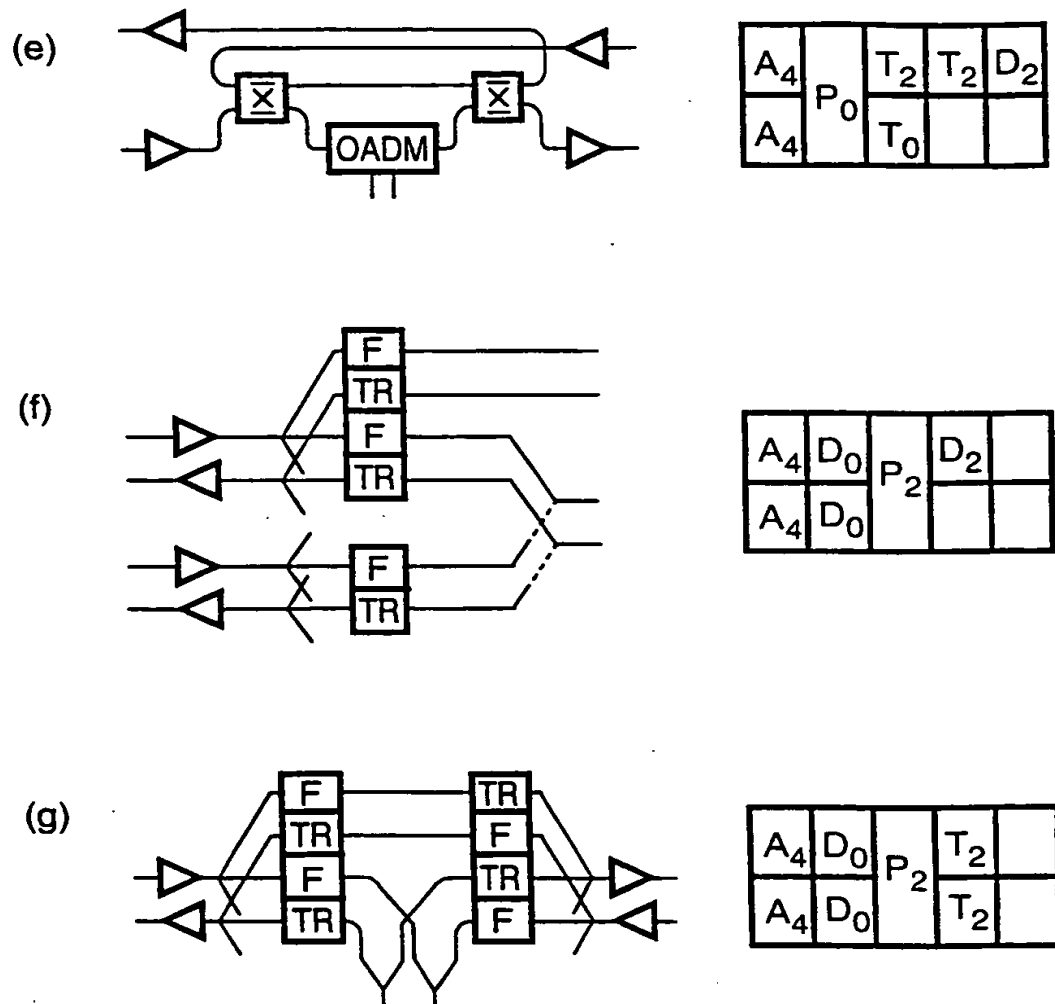 (e)
X X
OADM
A4 P0 T2 T2 D2
A4 T0
(f)
F
TR
F
TR
F
TR
A4 D0 P2 D2
A4 D0
(g)
F TR
TR F
F TR
TR F
A4 D0 P2 T2
A4 D0 T2